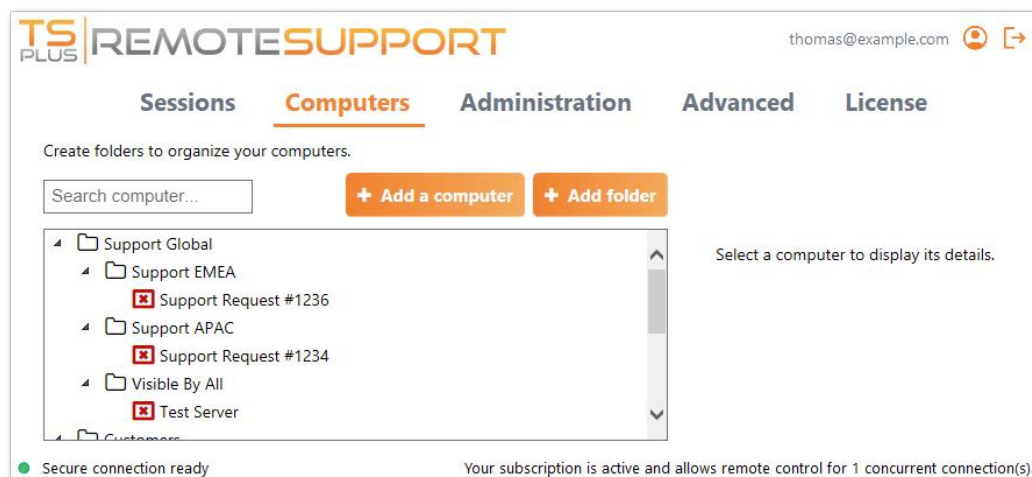 TS PLUS REMOTESUPPORT
thomas@example.com
Sessions Computers Administration Advanced License
Create folders to organize your computers.
Search computer...
+ Add a computer
+ Add folder
Support Global
Support EMEA
Support Request #1236
Support APAC
Support Request #1234
Visible By All
Test Server
Customers
Select a computer to display its details.
Secure connection ready
Your subscription is active and allows remote control for 1 concurrent connection(s)